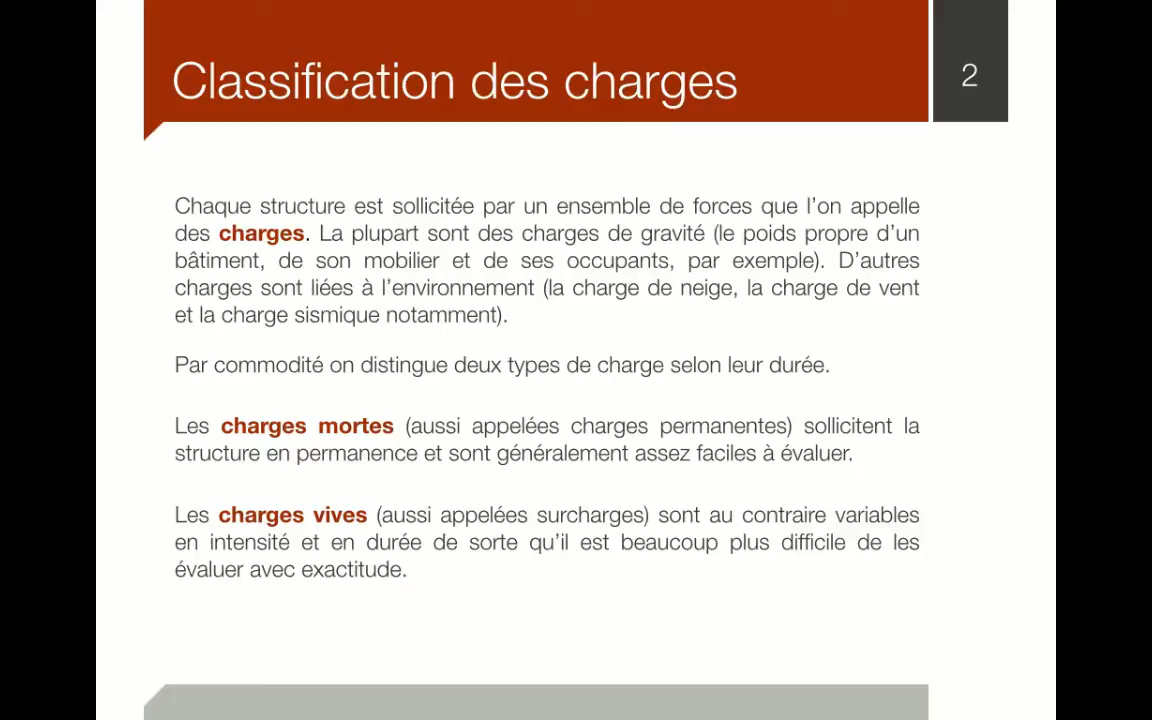 Classification des charges
2
Chaque structure est sollicitée par un ensemble de forces que l’on appelle
des charges. La plupart sont des charges de gravité (le poids propre d’un
bâtiment, de son mobilier et de ses occupants, par exemple). D’autres
charges sont liées à l’environnement (la charge de neige, la charge de vent
et la charge sismique notamment).
Par commodité on distingue deux types de charge selon leur durée.
Les charges mortes (aussi appelées charges permanentes) sollicitent la
structure en permanence et sont généralement assez faciles à évaluer.
Les charges vives (aussi appelées surcharges) sont au contraire variables
en intensité et en durée de sorte qu’il est beaucoup plus difficile de les
évaluer avec exactitude.